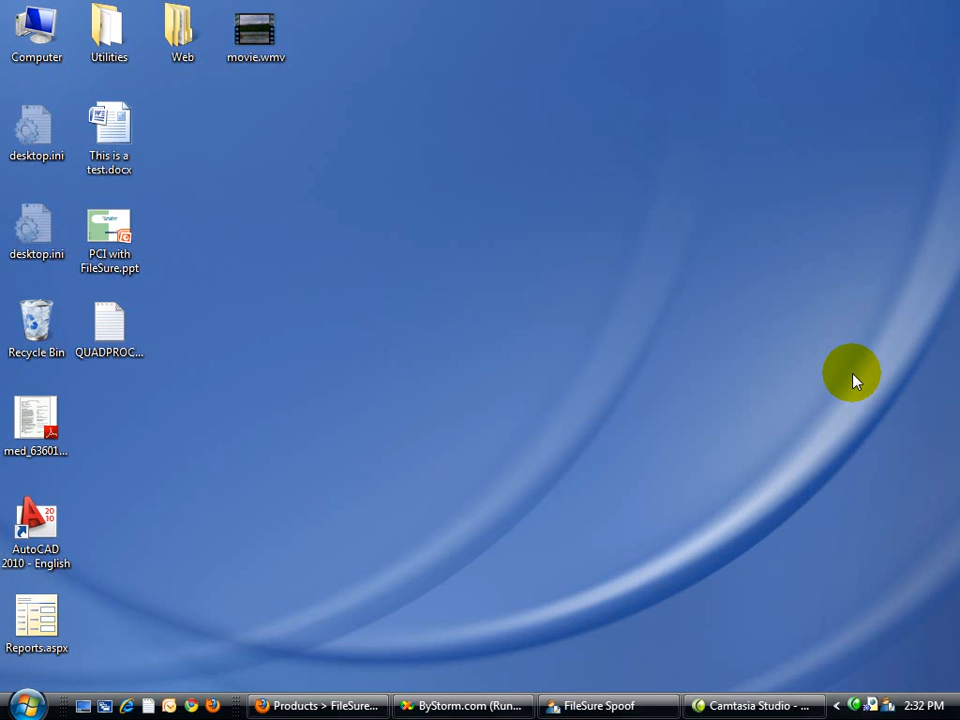 Computer
Utilities
Web
movie.wmv
desktop.ini
This is a
test.docx
desktop.ini
PCI with
FileSure.ppt
Recycle Bin
QUADPROC...
med_63601...
20
10
AutoCAD
2010 - English
Reports.aspx
Products > FileSure...
ByStorm.com (Run...
FileSure Spoof
Camtasia Studio - ...
2:32 PM